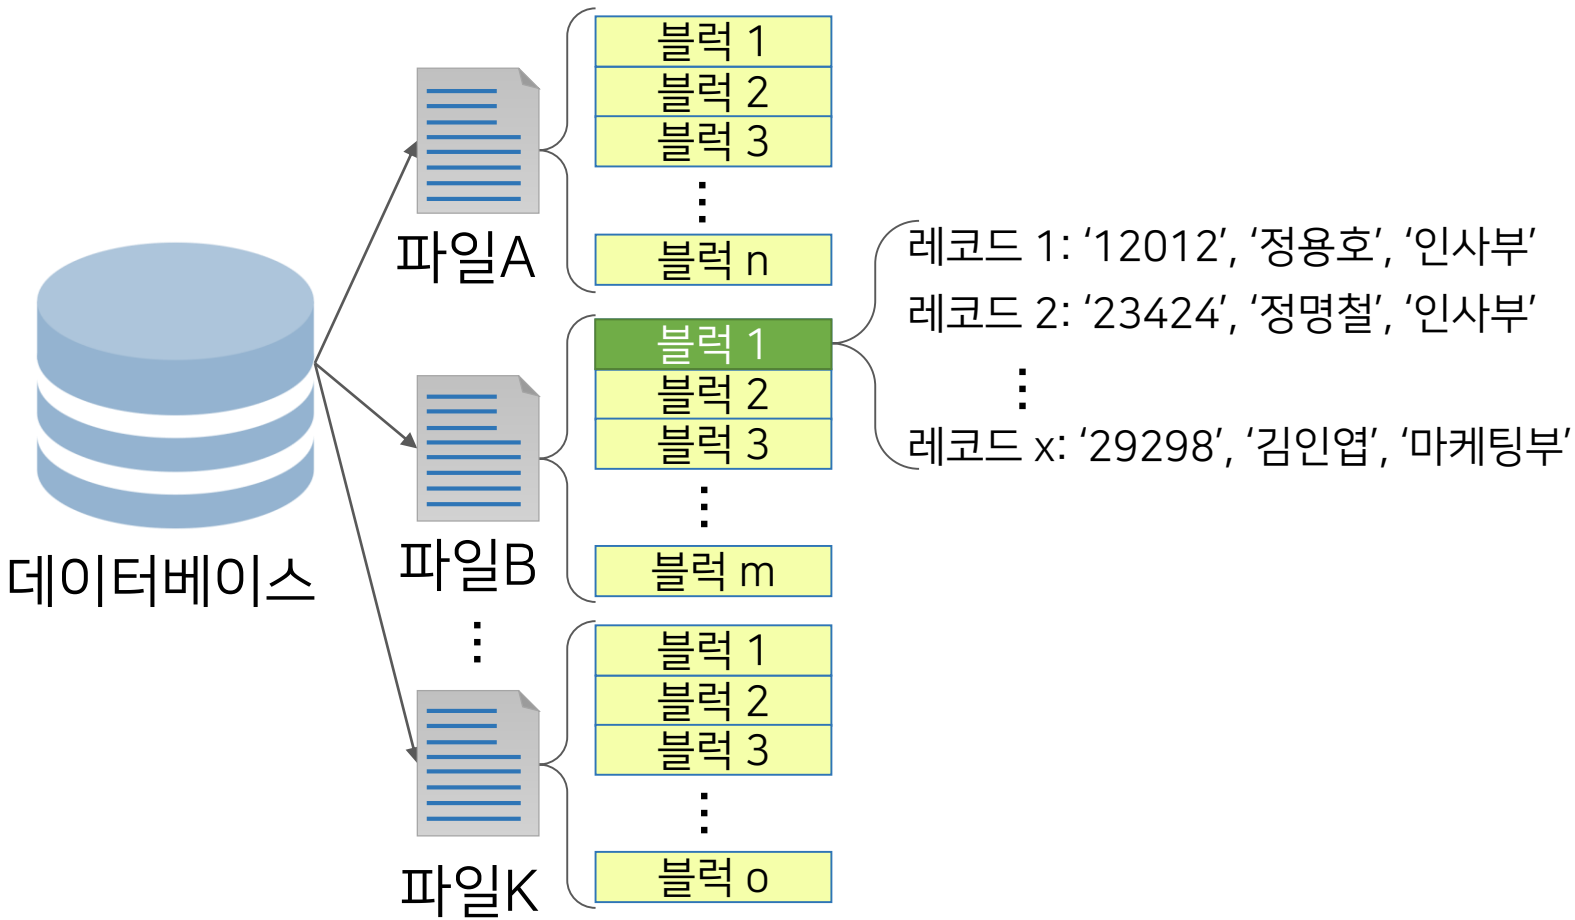 데이터베이스
파일A
블럭 1
블럭 2
블럭 3
⋮
블럭 n
파일B
블럭 1
블럭 2
블럭 3
⋮
블럭 m
레코드 1: ‘12012’, ‘정용호’, ‘인사부’
레코드 2: ‘23424’, ‘정명철’, ‘인사부’
⋮
레코드 x: ‘29298’, ‘김인엽’, ‘마케팅부’
⋮
파일K
블럭 1
블럭 2
블럭 3
⋮
블럭 o